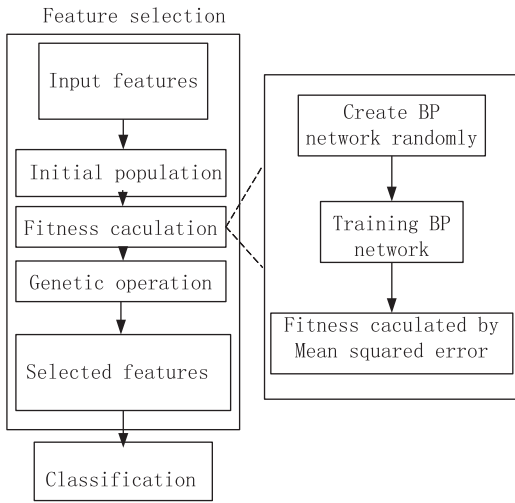 Feature selection
Input features
Initial population
Fitness caculation
Genetic operation
Selected features
Classification
Create BP
network randomly
Training BP
network
Fitness caculated by
Mean squared error